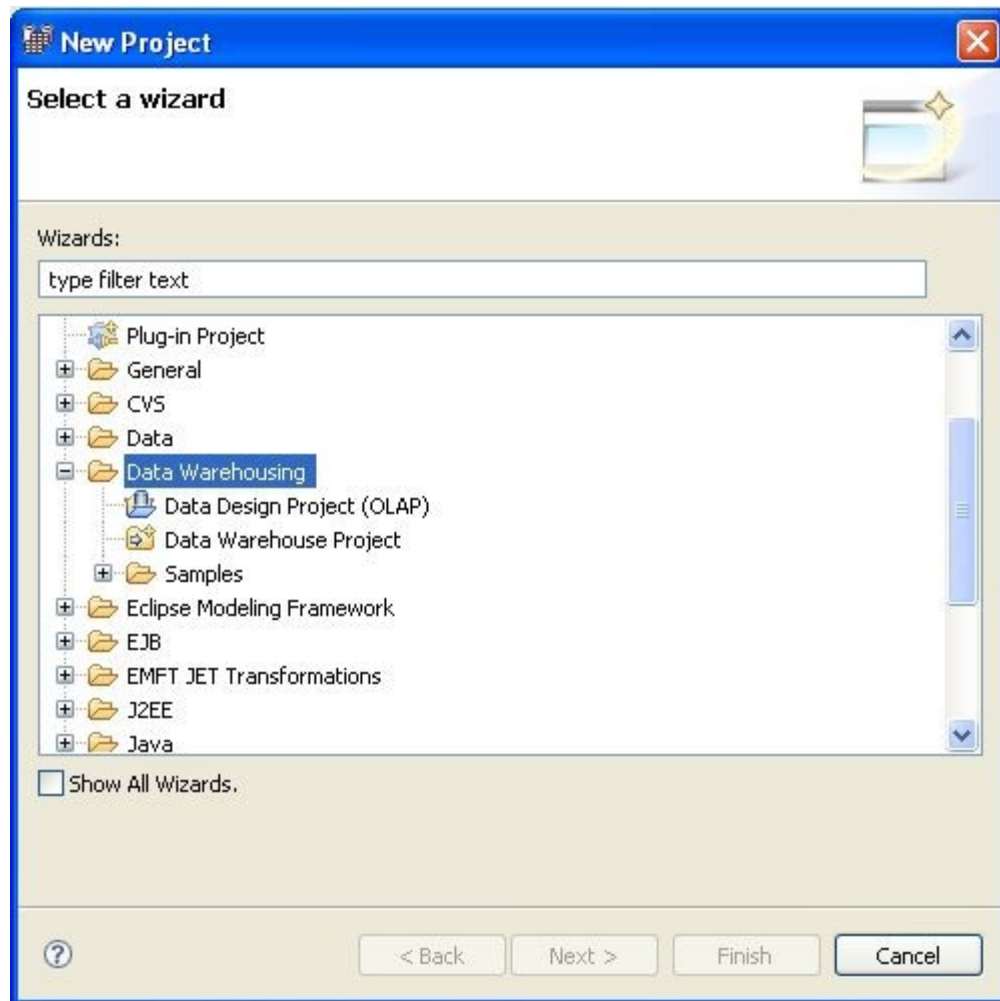 New Project
Select a wizard
Wizards:
type filter text
Plug-in Project
General
CVS
Data
Data Warehousing
Data Design Project (OLAP)
Data Warehouse Project
Samples
Eclipse Modeling Framework
EJB
EMFT JET Transformations
J2EE
Java
Show All Wizards.
< Back Next > Finish Cancel